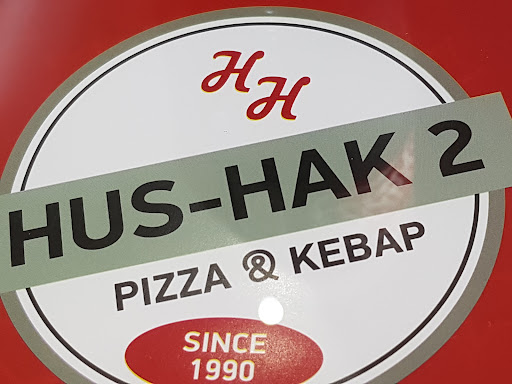 HH
HUS-HAK 2
PIZZA & KEBAP
SINCE
1990